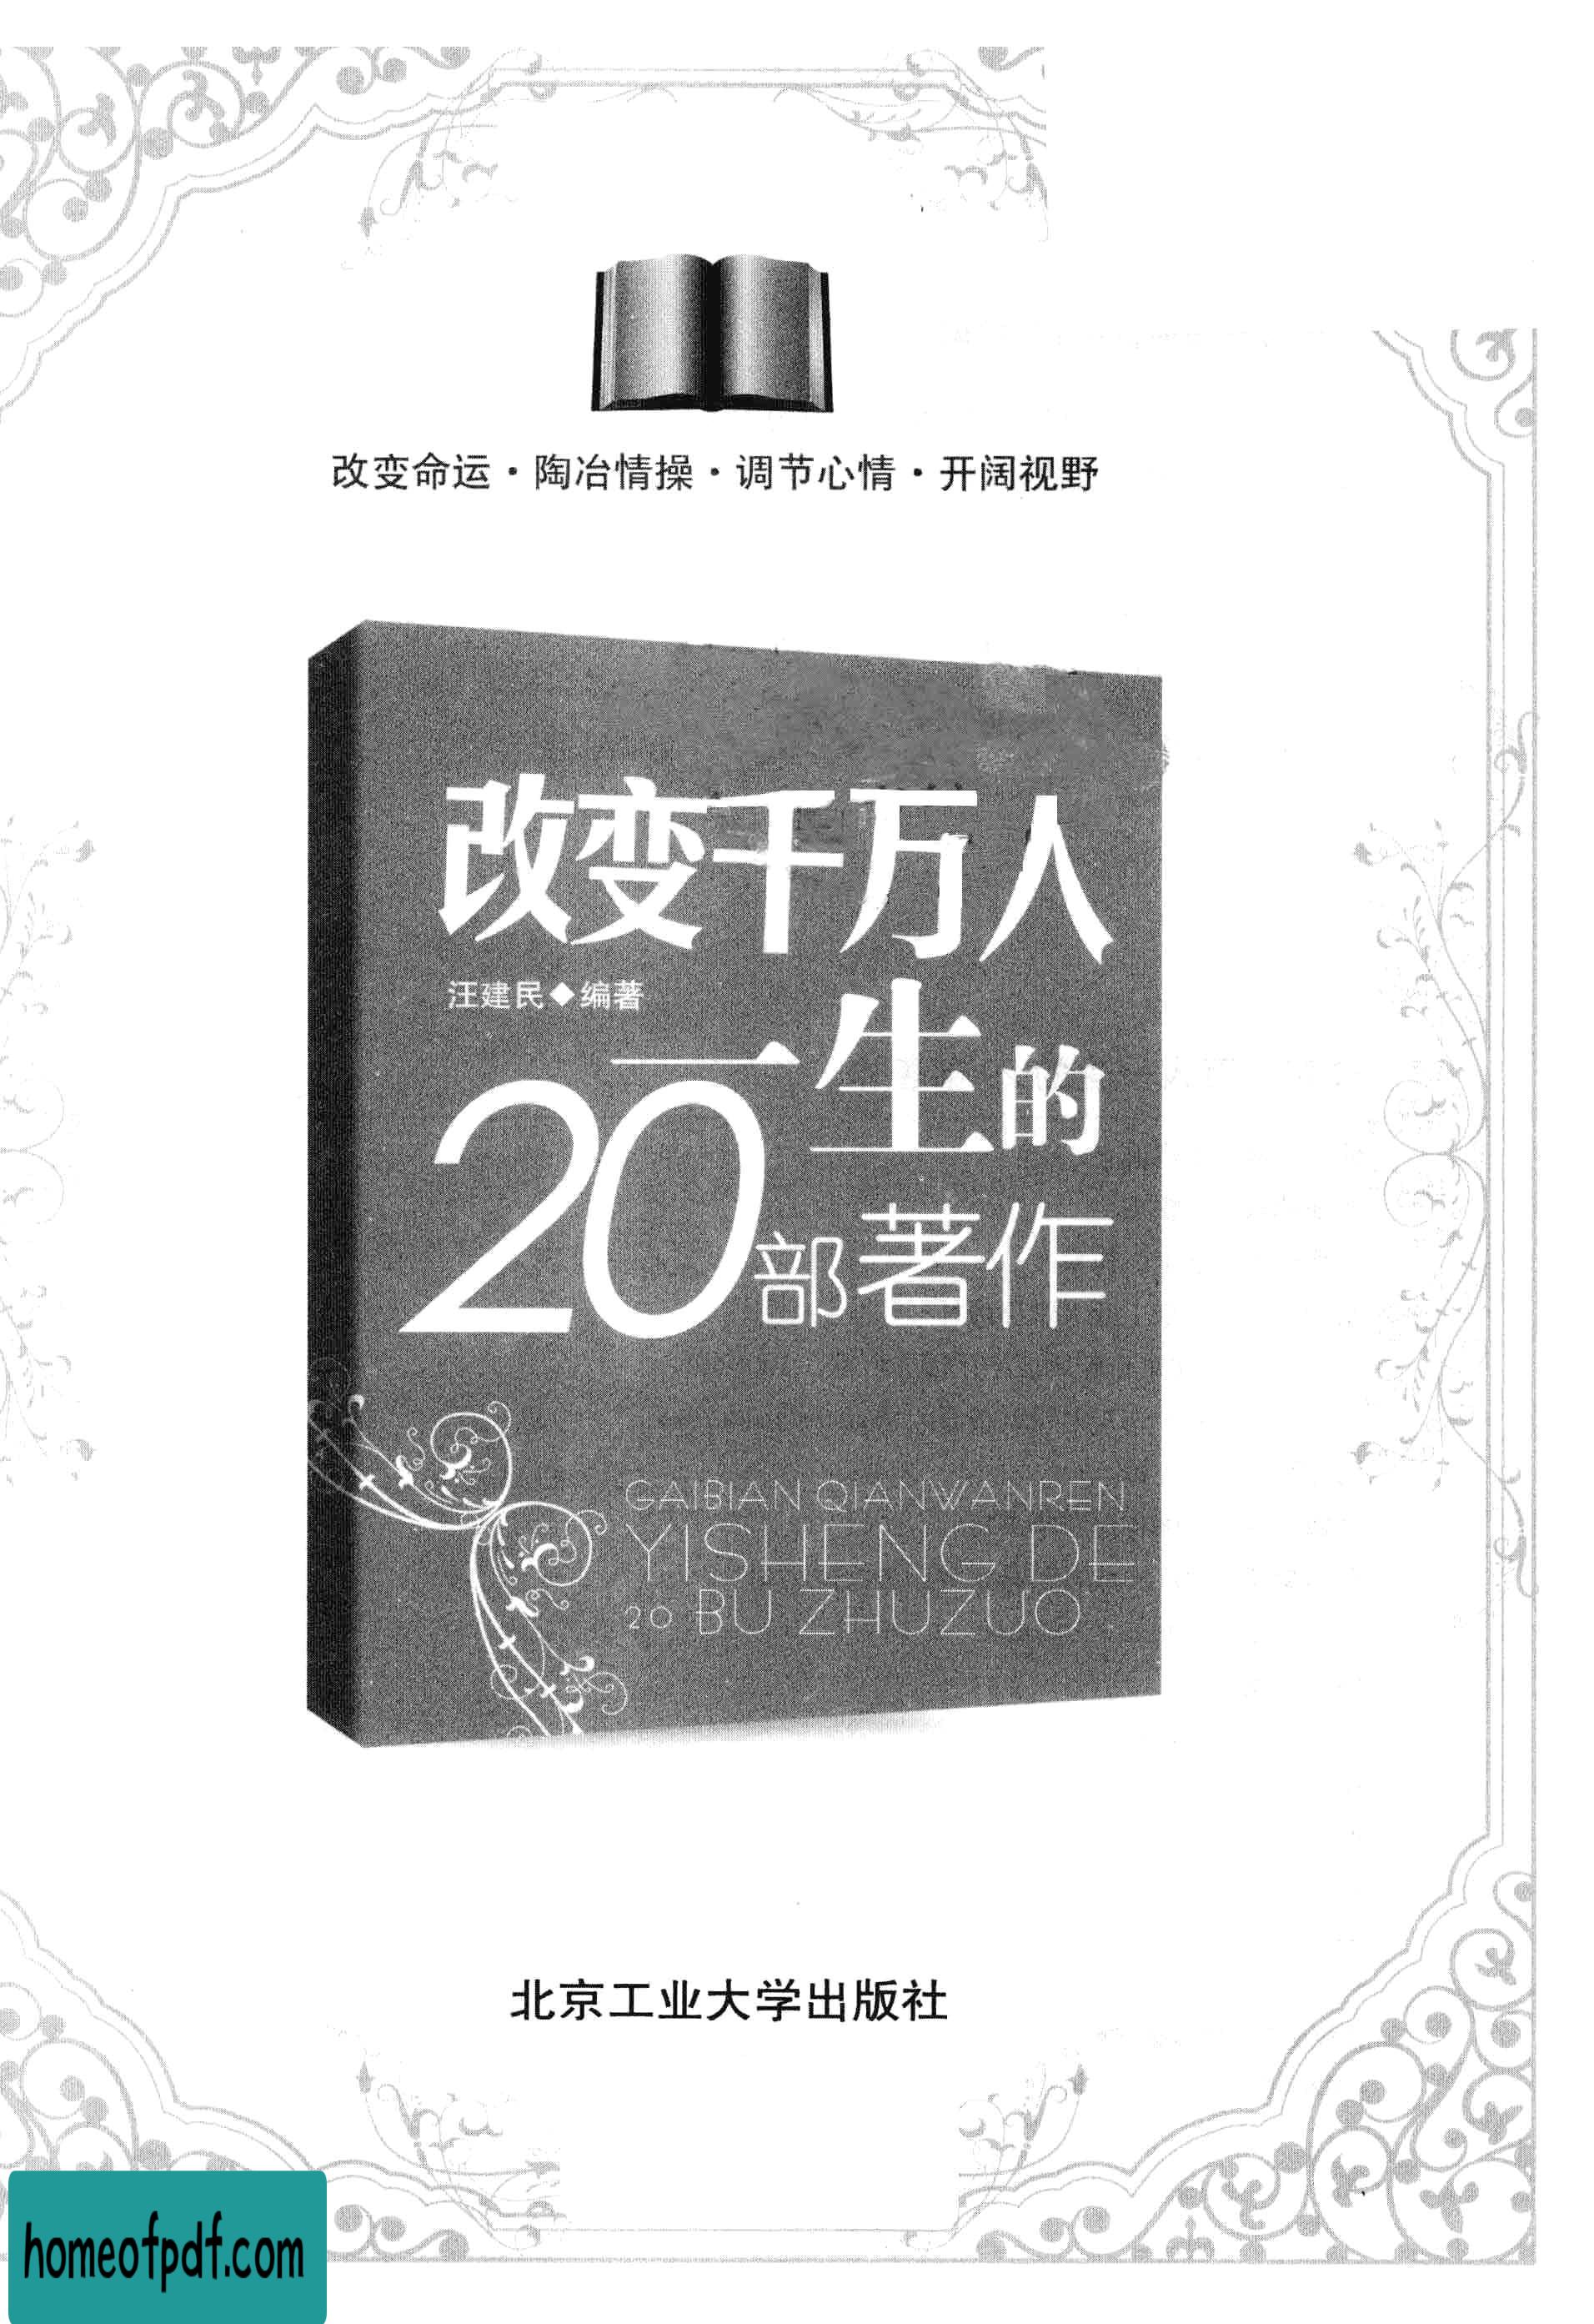 改变命运·陶冶情操·调节心情·开阔视野
改变千万人
汪建民◆编著
一生的
20部著作
GAIBIAN QIANWANREN
YISHENG DE
20 BU ZHUZUO
北京工业大学出版社
homeofpdf.com